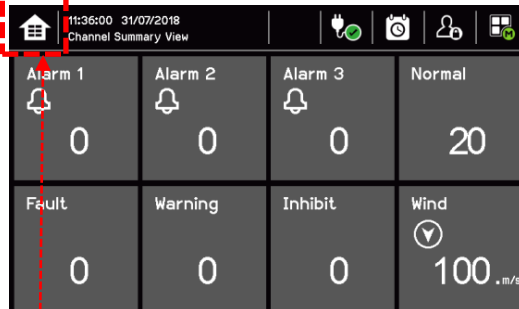 11:36:00 31/07/2018
Channel Summary View
M
Alarm 1
Alarm 2
Alarm 3
Normal
0
0
0
20
Fault
Warning
Inhibit
Wind
0
0
0
100.m/s